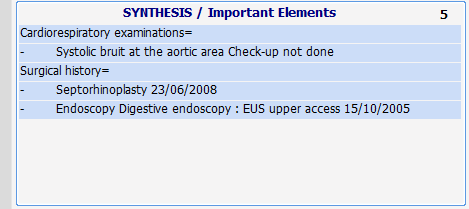 SYNTHESIS / Important Elements 5
Cardiorespiratory examinations=
- Systolic bruit at the aortic area Check-up not done
Surgical history=
- Septorhinoplasty 23/06/2008
- Endoscopy Digestive endoscopy : EUS upper access 15/10/2005